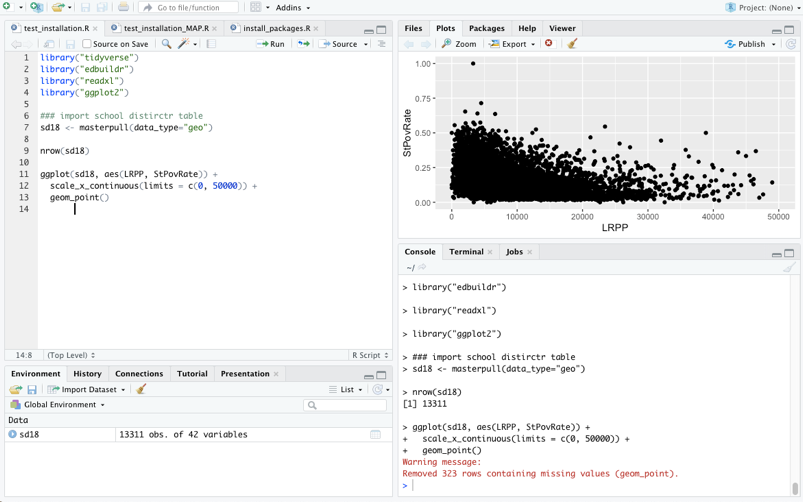 Go to file/function
Addins
Project: (None)
test_installation.R
test_installation_MAP.R
install_packages.R
Source on Save
Run
Source
1 library("tidyverse")
2 library("edbuildr")
3 library("readxl")
4 library("ggplot2")
5
6 ### import school distirctr table
7 sd18 <- masterpull(data_type="geo")
8
9 nrow(sd18)
10
11 ggplot(sd18, aes(LRPP, StPovRate)) +
12 scale_x_continuous(limits = c(0, 50000)) +
13 geom_point()
14
14:8 (Top Level) R Script
Environment History Connections Tutorial Presentation
Import Dataset List
Global Environment
Data
sd18 13311 obs. of 42 variables
Files Plots Packages Help Viewer
Zoom Export Publish
1.00
0.75
0.50
0.25
0.00
StPovRate
0 10000 20000 30000 40000 50000
LRPP
Console Terminal Jobs
~/
> library("edbuildr")
> library("readxl")
> library("ggplot2")
> ### import school distirctr table
> sd18 <- masterpull(data_type="geo")
> nrow(sd18)
[1] 13311
> ggplot(sd18, aes(LRPP, StPovRate)) +
+ scale_x_continuous(limits = c(0, 50000)) +
+ geom_point()
Warning message:
Removed 323 rows containing missing values (geom_point).
>